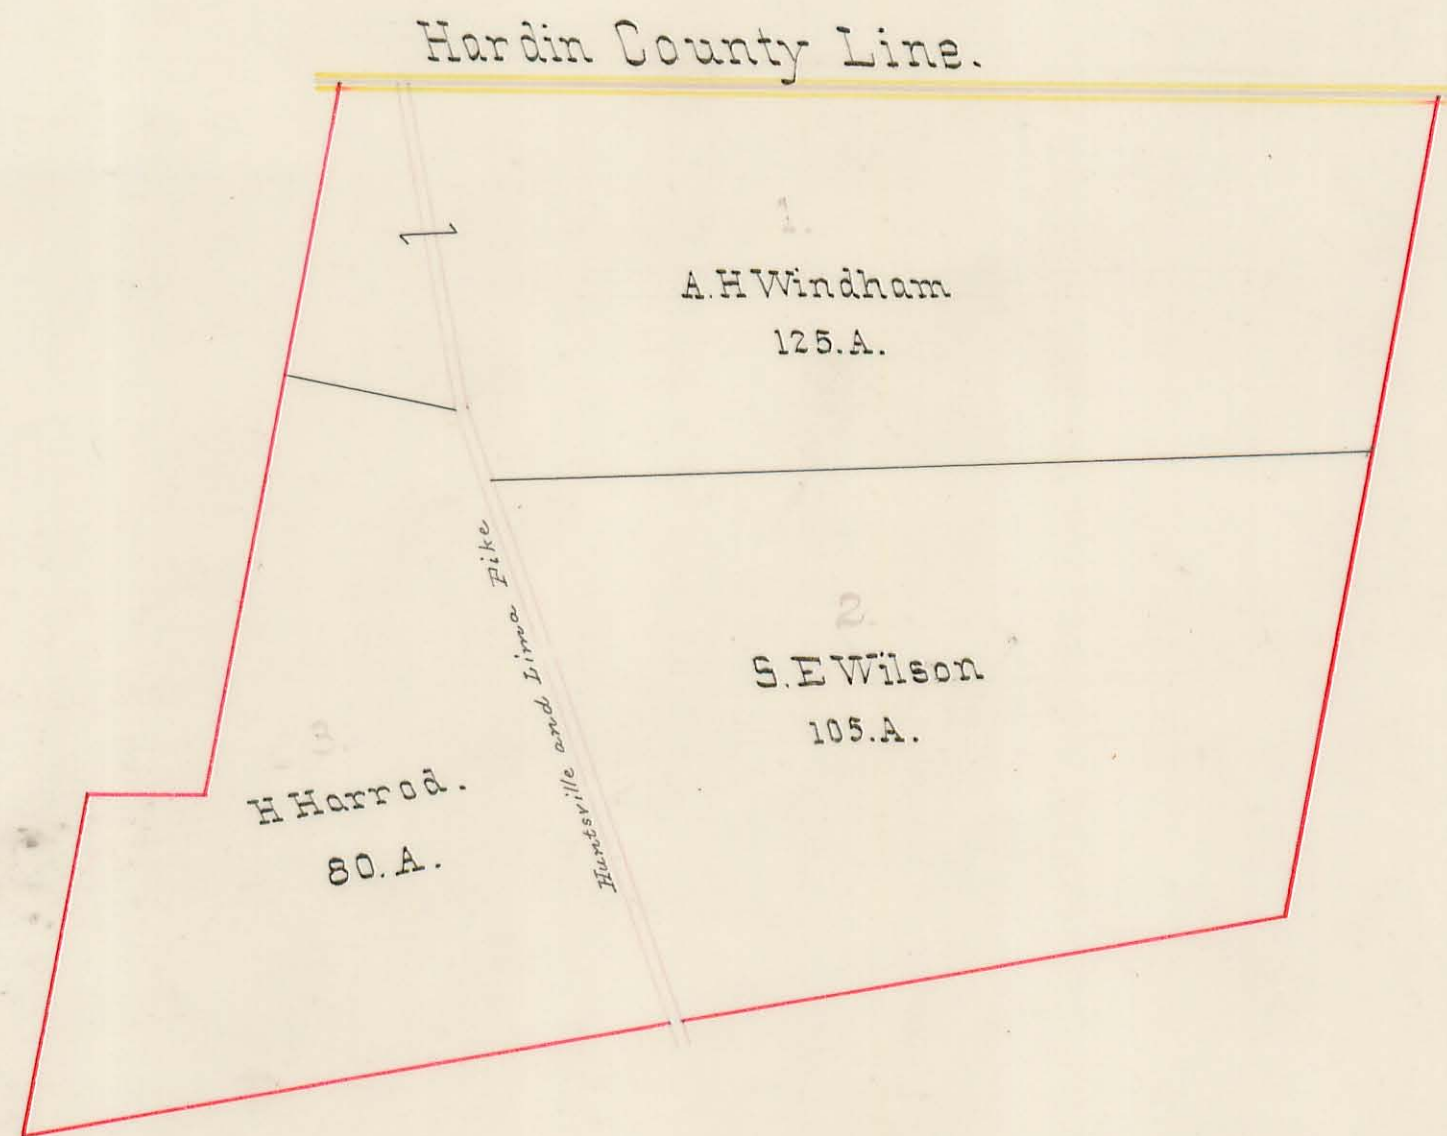 Hardin County Line.
1.
A.H Windham
125.A.
2.
S.E Wilson
105.A.
Huntsville and Lima Pike
3.
H Harrod.
80.A.